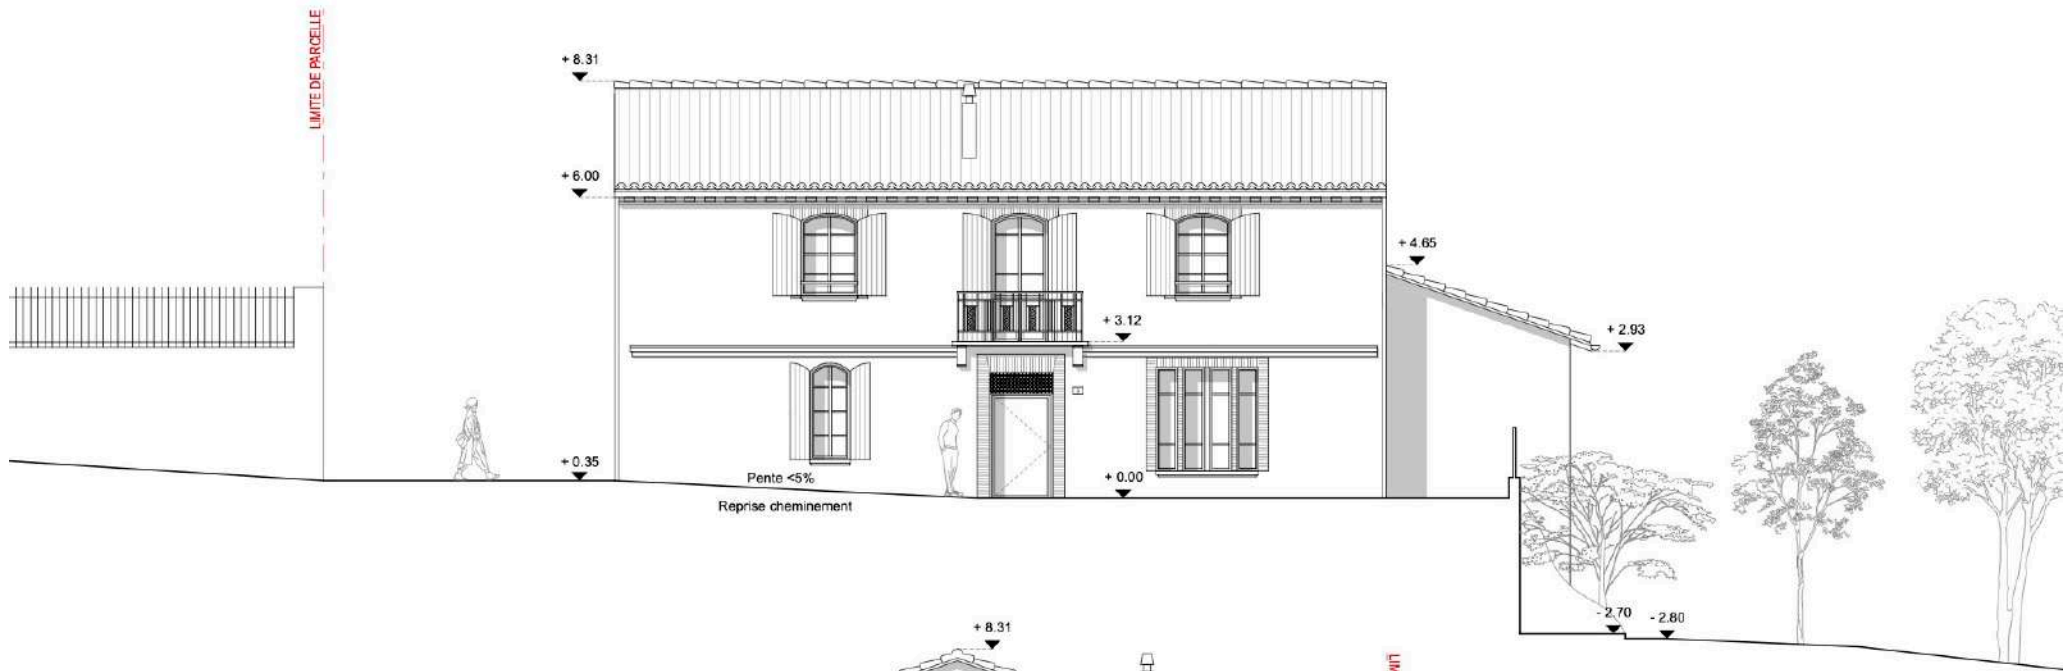 LIMITE DE PARCELLE
+ 8.31
+ 6.00
+ 4.65
+ 3.12
+ 2.93
+ 0.35
Pente <5%
+ 0.00
Reprise cheminement
- 2.70
- 2.80
+ 8.31
LIM